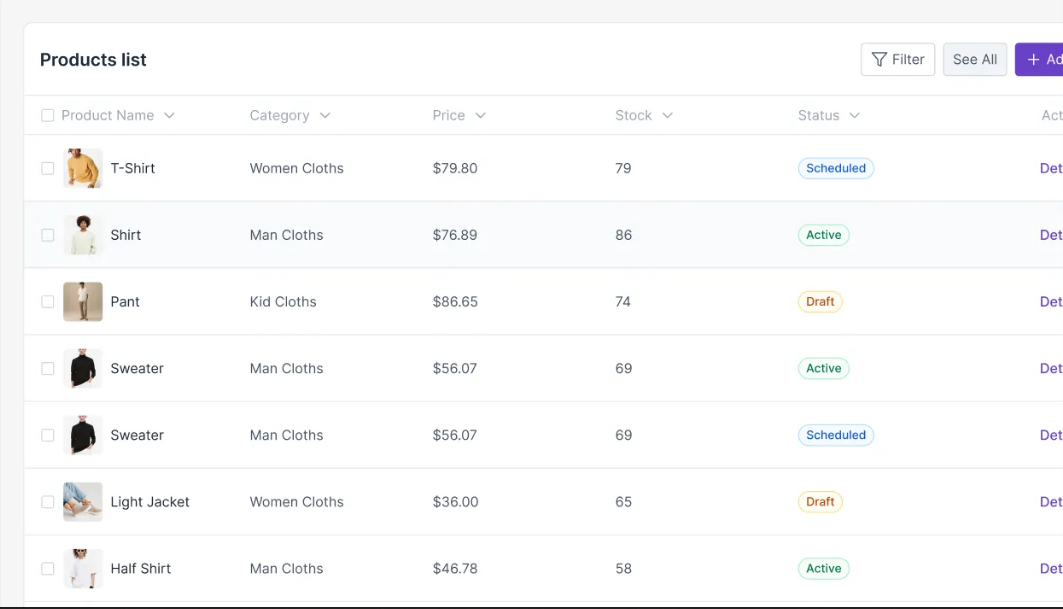 Products list
Filter See All + Ad
Product Name Category Price Stock Status Act
T-Shirt Women Cloths $79.80 79 Scheduled Det
Shirt Man Cloths $76.89 86 Active Det
Pant Kid Cloths $86.65 74 Draft Det
Sweater Man Cloths $56.07 69 Active Det
Sweater Man Cloths $56.07 69 Scheduled Det
Light Jacket Women Cloths $36.00 65 Draft Det
Half Shirt Man Cloths $46.78 58 Active Det